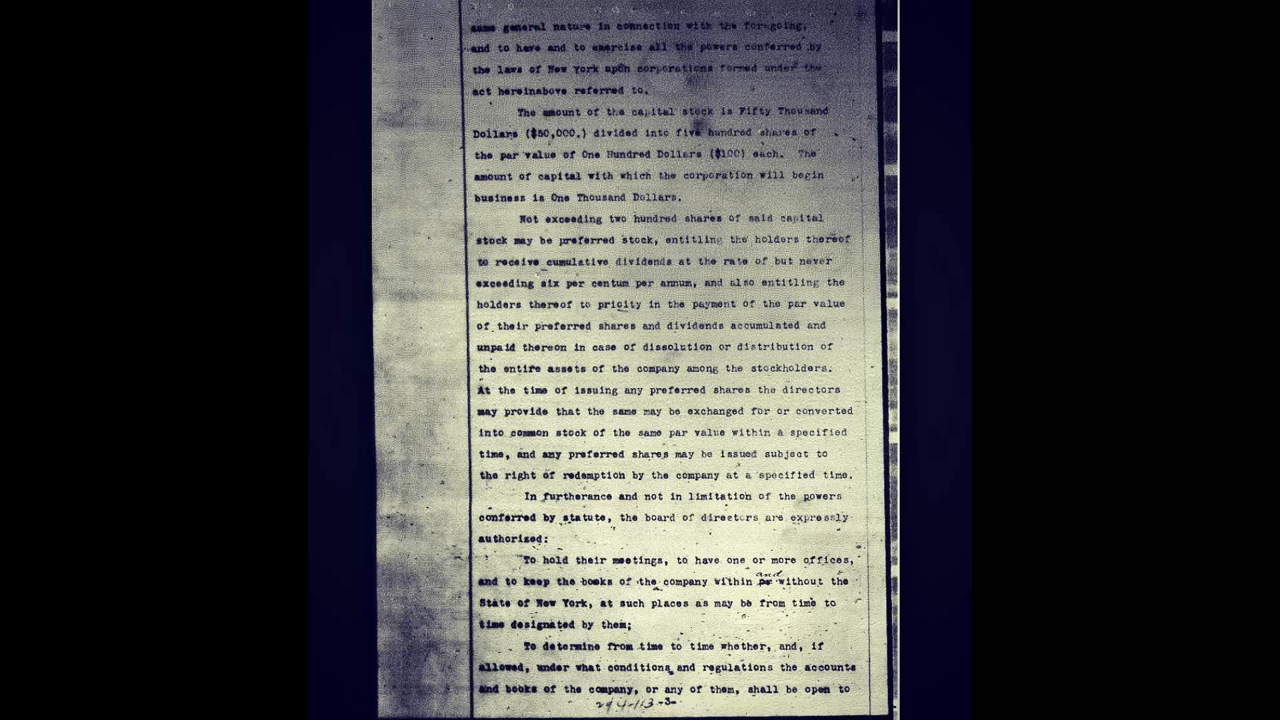 same general nature in connection with the foregoing,
and to have and to exercise all the powers conferred by
the laws of New York upon corporations formed under the
act hereinabove referred to.
The amount of the capital stock is Fifty Thousand
Dollars ($50,000.) divided into five hundred shares of
the par value of One Hundred Dollars ($100) each. The
amount of capital with which the corporation will begin
business is One Thousand Dollars.
Not exceeding two hundred shares of said capital
stock may be preferred stock, entitling the holders thereof
to receive cumulative dividends at the rate of but never
exceeding six per centum per annum, and also entitling the
holders thereof to pricity in the payment of the par value
of their preferred shares and dividends accumulated and
unpaid thereon in case of dissolution or distribution of
the entire assets of the company among the stockholders.
At the time of issuing any preferred shares the directors
may provide that the same may be exchanged for or converted
into common stock of the same par value within a specified
time, and any preferred shares may be issued subject to
the right of redemption by the company at a specified time.
In furtherance and not in limitation of the powers
conferred by statute, the board of directors are expressly
authorized:
To hold their meetings, to have one or more offices,
and
and to keep the books of the company within or without the
State of New York, at such places as may be from time to
time designated by them;
To determine from time to time whether, and, if
allowed, under what conditions and regulations the accounts
and books of the company, or any of them, shall be open to
294-113 -3-